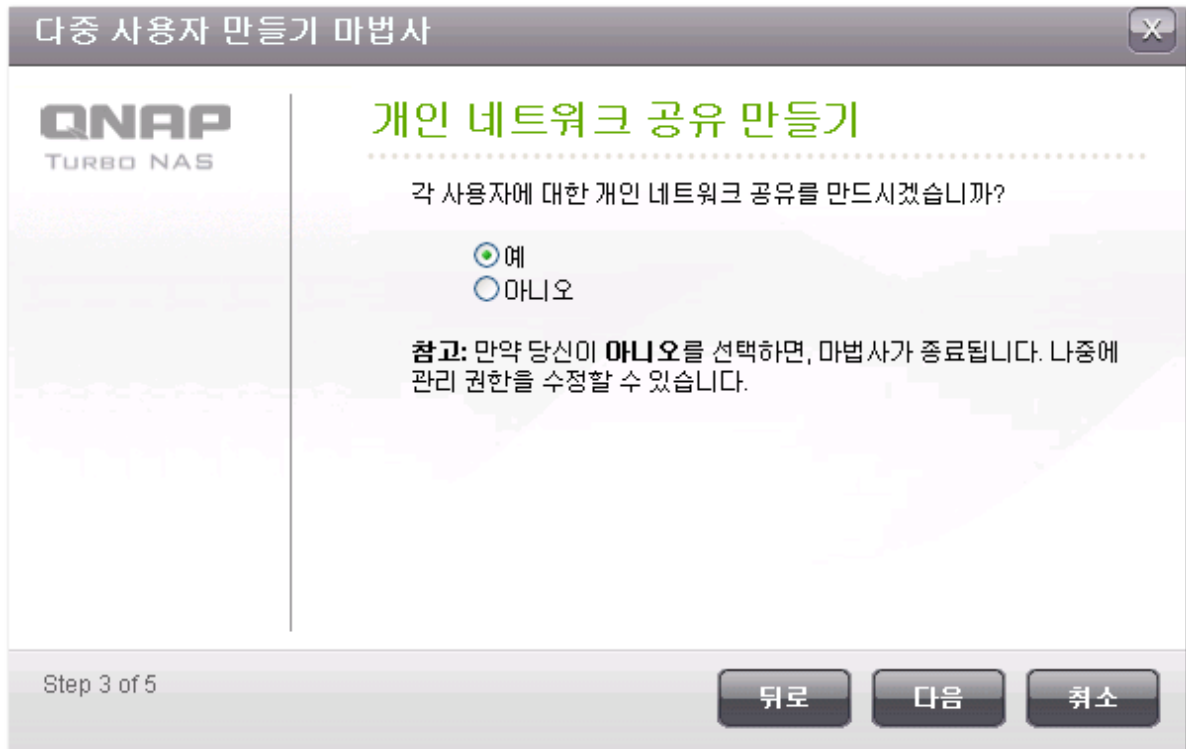 다중 사용자 만들기 마법사
X
QNAP
TURBO NAS
개인 네트워크 공유 만들기
각 사용자에 대한 개인 네트워크 공유를 만드시겠습니까?
예
아니오
참고: 만약 당신이 아니오를 선택하면, 마법사가 종료됩니다. 나중에
관리 권한을 수정할 수 있습니다.
Step 3 of 5
뒤로
다음
취소